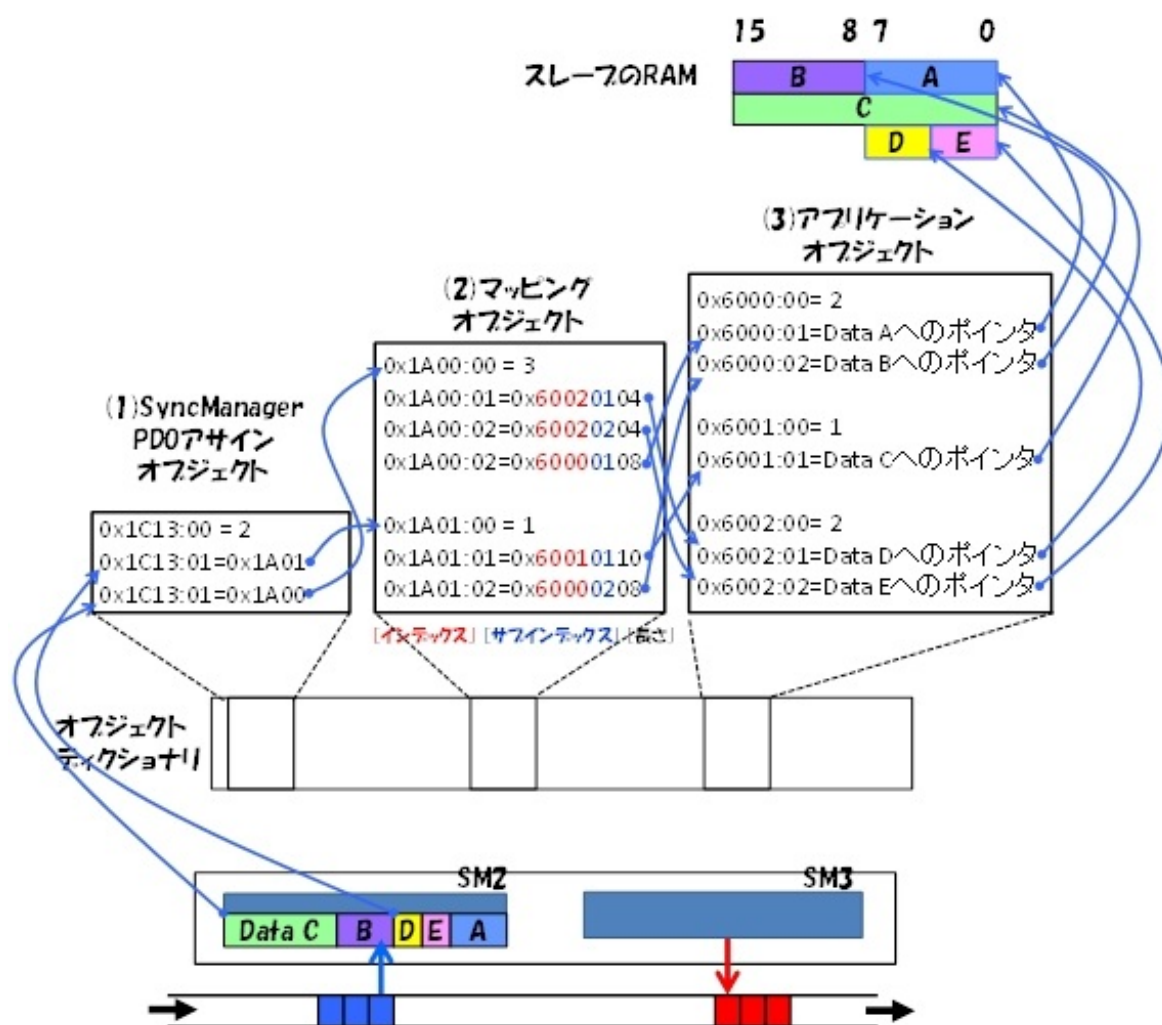 15 8 7 0
スレーブのRAM
B A
C
D E
(3)アプリケーション
オブジェクト
0x6000:00= 2
0x6000:01=Data Aへのポインタ
0x6000:02=Data Bへのポインタ
0x6001:00= 1
0x6001:01=Data Cへのポインタ
0x6002:00= 2
0x6002:01=Data Dへのポインタ
0x6002:02=Data Eへのポインタ
(2)マッピング
オブジェクト
0x1A00:00 = 3
0x1A00:01=0x60020104
0x1A00:02=0x60020204
0x1A00:02=0x60000108
0x1A01:00 = 1
0x1A01:01=0x60010110
0x1A01:02=0x60000208
[インデックス] [サブインデックス] [長さ]
(1)SyncManager
PDOアサイン
オブジェクト
0x1C13:00 = 2
0x1C13:01=0x1A01
0x1C13:01=0x1A00
オブジェクト
ディクショナリ
SM2 SM3
Data C B D E A